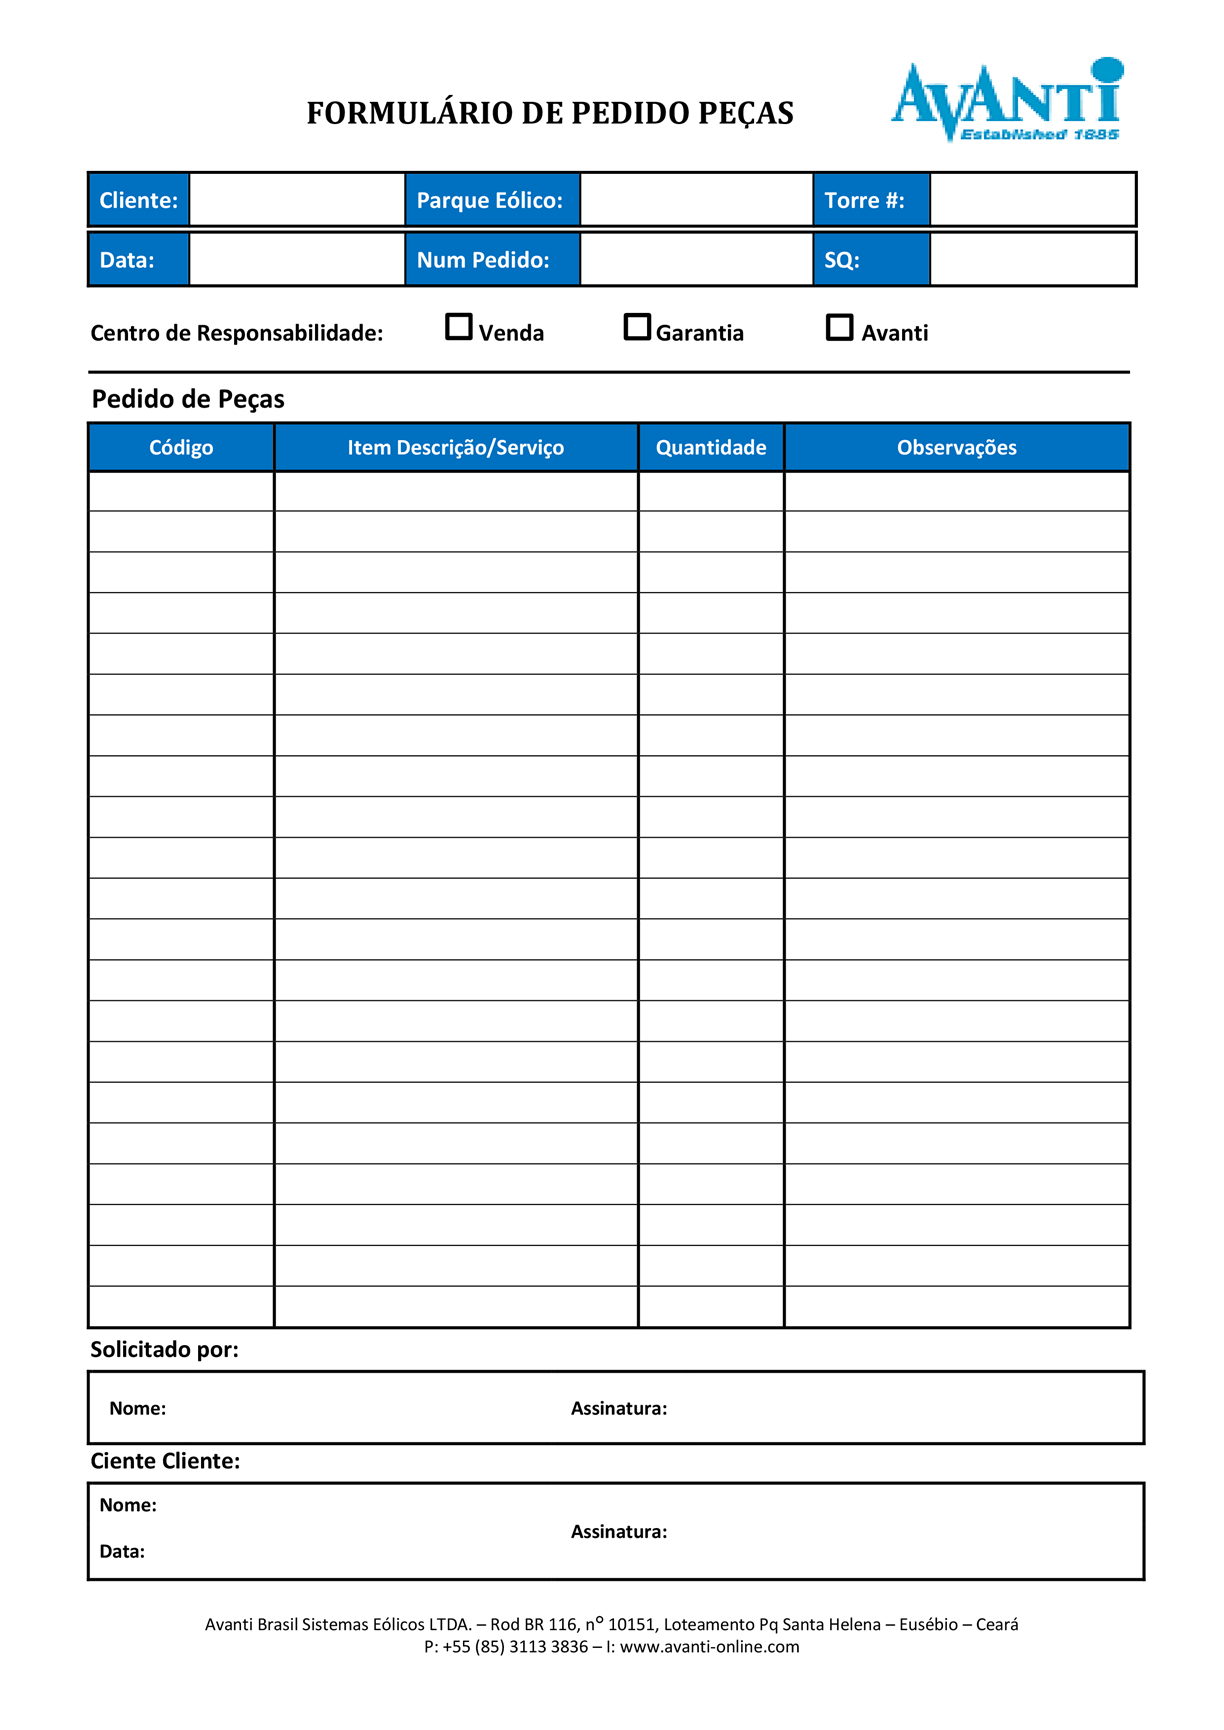 FORMULÁRIO DE PEDIDO PEÇAS
AVANTi
Established 1885
Cliente: Parque Eólico: Torre #:
Data: Num Pedido: SQ:
Centro de Responsabilidade: Venda Garantia Avanti
Pedido de Peças
Código Item Descrição/Serviço Quantidade Observações
Solicitado por:
Nome: Assinatura:
Ciente Cliente:
Nome:
Assinatura:
Data:
Avanti Brasil Sistemas Eólicos LTDA. – Rod BR 116, nº 10151, Loteamento Pq Santa Helena – Eusébio – Ceará
P: +55 (85) 3113 3836 – I: www.avanti-online.com